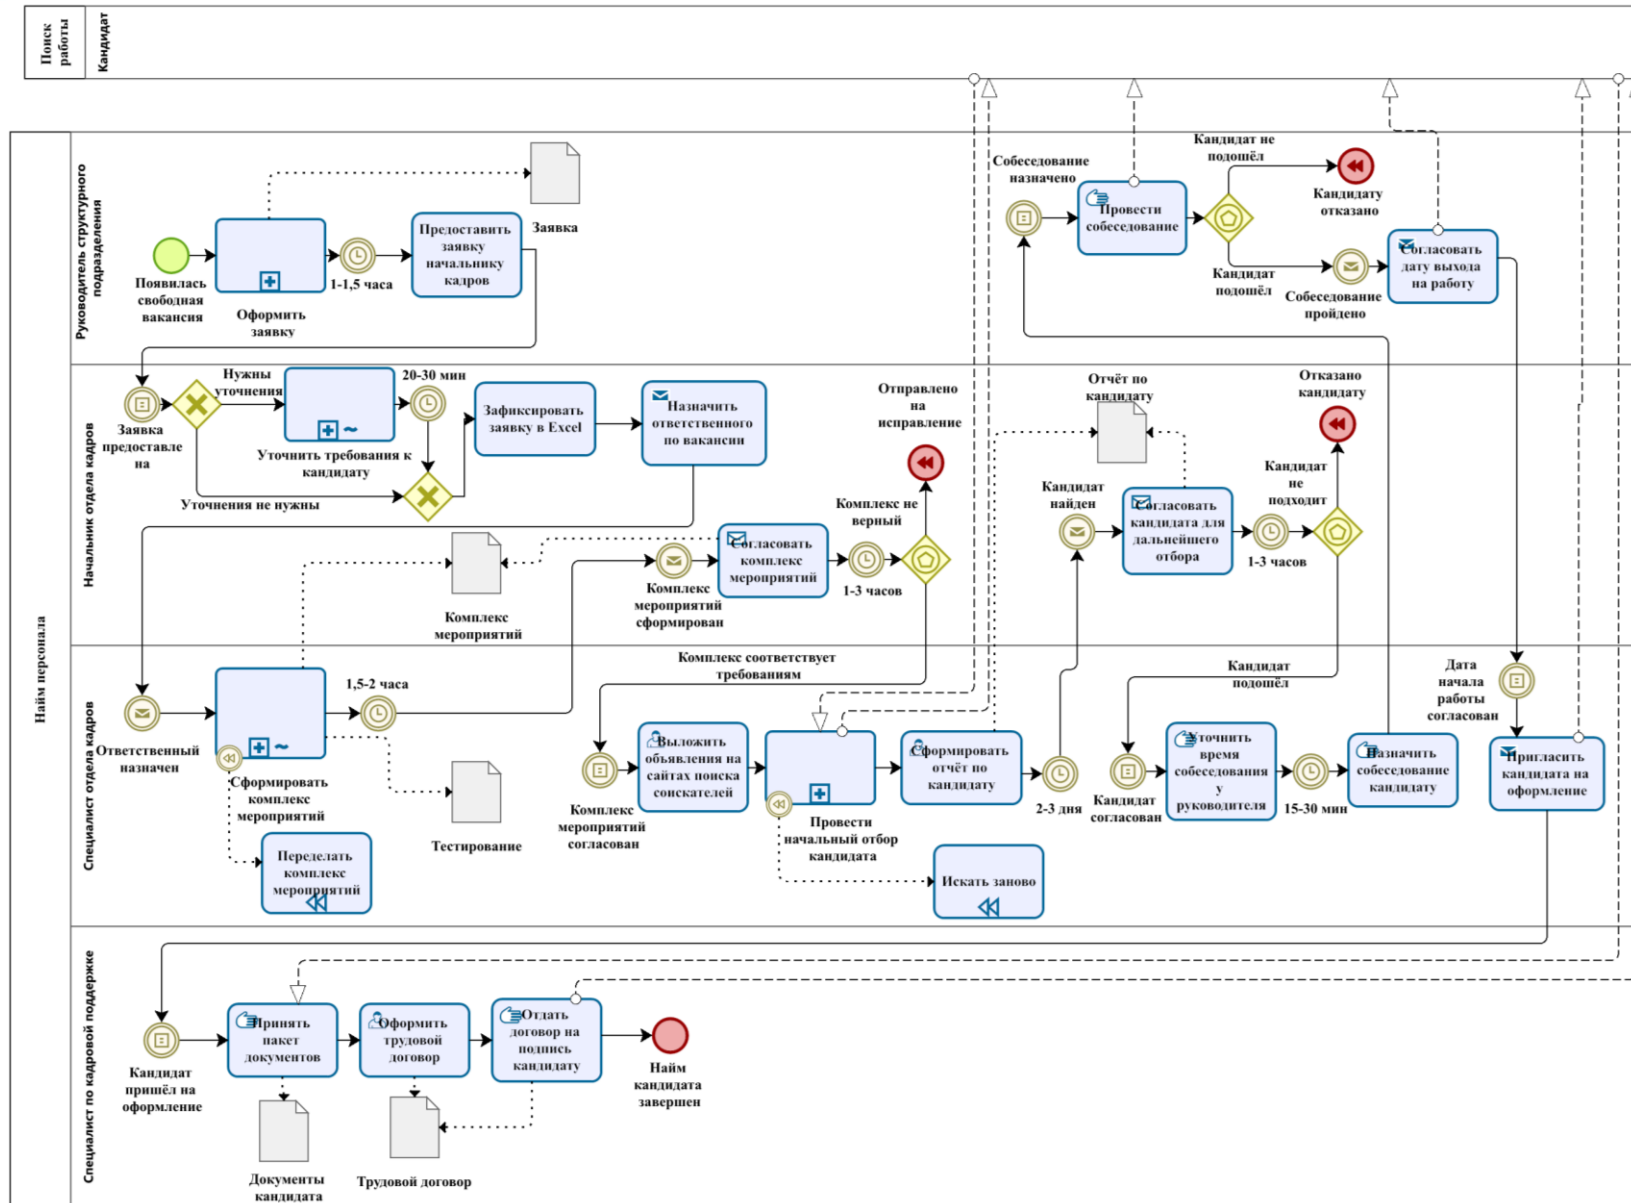 Поиск
работы
Кандидат
Найм персонала
Руководитель структурного
подразделения
Появилась
свободная
вакансия
Оформить
заявку
1-1,5 часа
Предоставить
заявку
начальнику
кадров
Заявка
Собеседование
назначено
Провести
собеседование
Кандидат не
подошёл
Кандидату
отказано
Кандидат
подошёл
Собеседование
пройдено
Согласовать
дату выхода
на работу
Начальник отдела кадров
Заявка
предоставле
на
Нужны
уточнения
Уточнения не нужны
Уточнить требования к
кандидату
20-30 мин
Зафиксировать
заявку в Excel
Назначить
ответственного
по вакансии
Комплекс
мероприятий
Комплекс
мероприятий
сформирован
Согласовать
комплекс
мероприятий
1-3 часов
Комплекс не
верный
Отправлено
на
исправление
Кандидат
найден
Отчёт по
кандидату
Согласовать
кандидата для
дальнейшего
отбора
1-3 часов
Кандидат
не
подходит
Отказано
кандидату
Специалист отдела кадров
Ответственный
назначен
Сформировать
комплекс
мероприятий
1,5-2 часа
Переделать
комплекс
мероприятий
Тестирование
Комплекс соответствует
требованиям
Комплекс
мероприятий
согласован
Выложить
объявления на
сайтах поиска
соискателей
Провести
начальный отбор
кандидата
Искать заново
Сформировать
отчёт по
кандидату
2-3 дня
Кандидат
подошёл
Кандидат
согласован
Уточнить
время
собеседования
у
руководителя
15-30 мин
Назначить
собеседование
кандидату
Дата
начала
работы
согласован
Пригласить
кандидата на
оформление
Специалист по кадровой поддержке
Кандидат
пришёл на
оформление
Принять
пакет
документов
Документы
кандидата
Оформить
трудовой
договор
Трудовой договор
Отдать
договор на
подпись
кандидату
Найм
кандидата
завершен